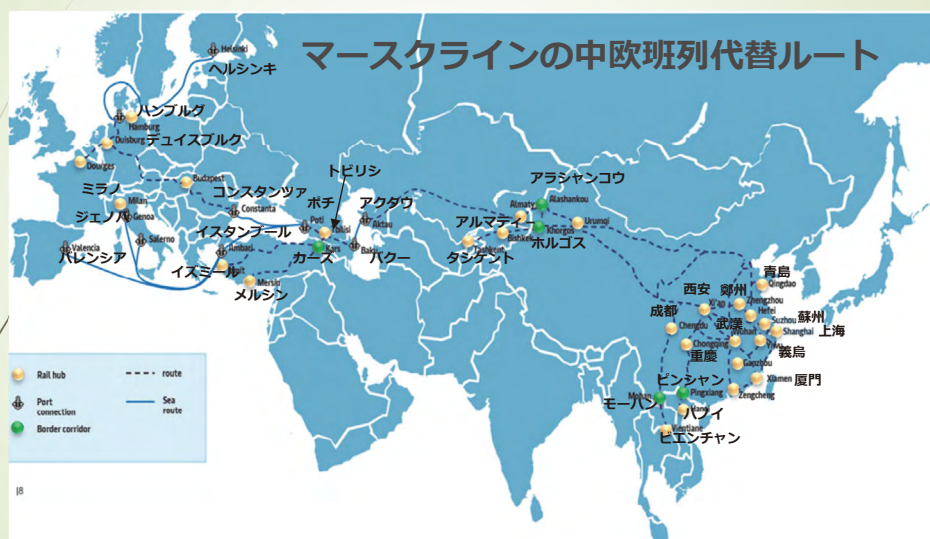 マースクラインの中欧班列代替ルート
Helsinki
ヘルシンキ
ハンブルグ
Hamburg
Duisburg
デュイスブルク
Dourges
Budapest
トビリシ
ミラノ
Milan
コンスタンツァ
Constanta
ポチ
Poti
Tbilisi
アクダウ
Aktau
アラシャンコウ
Alashankou
Almaty
アルマティー
Khorgos
ホルゴス
Urumqi
ジェノア
Genoa
イスタンブール
Ambarli
Salerno
Valencia
バレンシア
カーズ
Kars
Baku
バクー
Bishkek
Tashkent
タシケント
イズミール
Mersin
メルシン
青島
Qingdao
西安
Xi'an
鄭州
Zhengzhou
Hefei
成都
Chengdu
武漢
Wuhan
Suzhou
蘇州
Shanghai
上海
Chongqing
重慶
Yiwu
義烏
Ganzhou
ピンシャン
Pingxiang
Xiamen
厦門
Zengcheng
Mohan
モーハン
Hanoi
ハノイ
Vientiane
ビエンチャン
Rail hub
route
Port
connection
Sea
route
Border corridor
|8